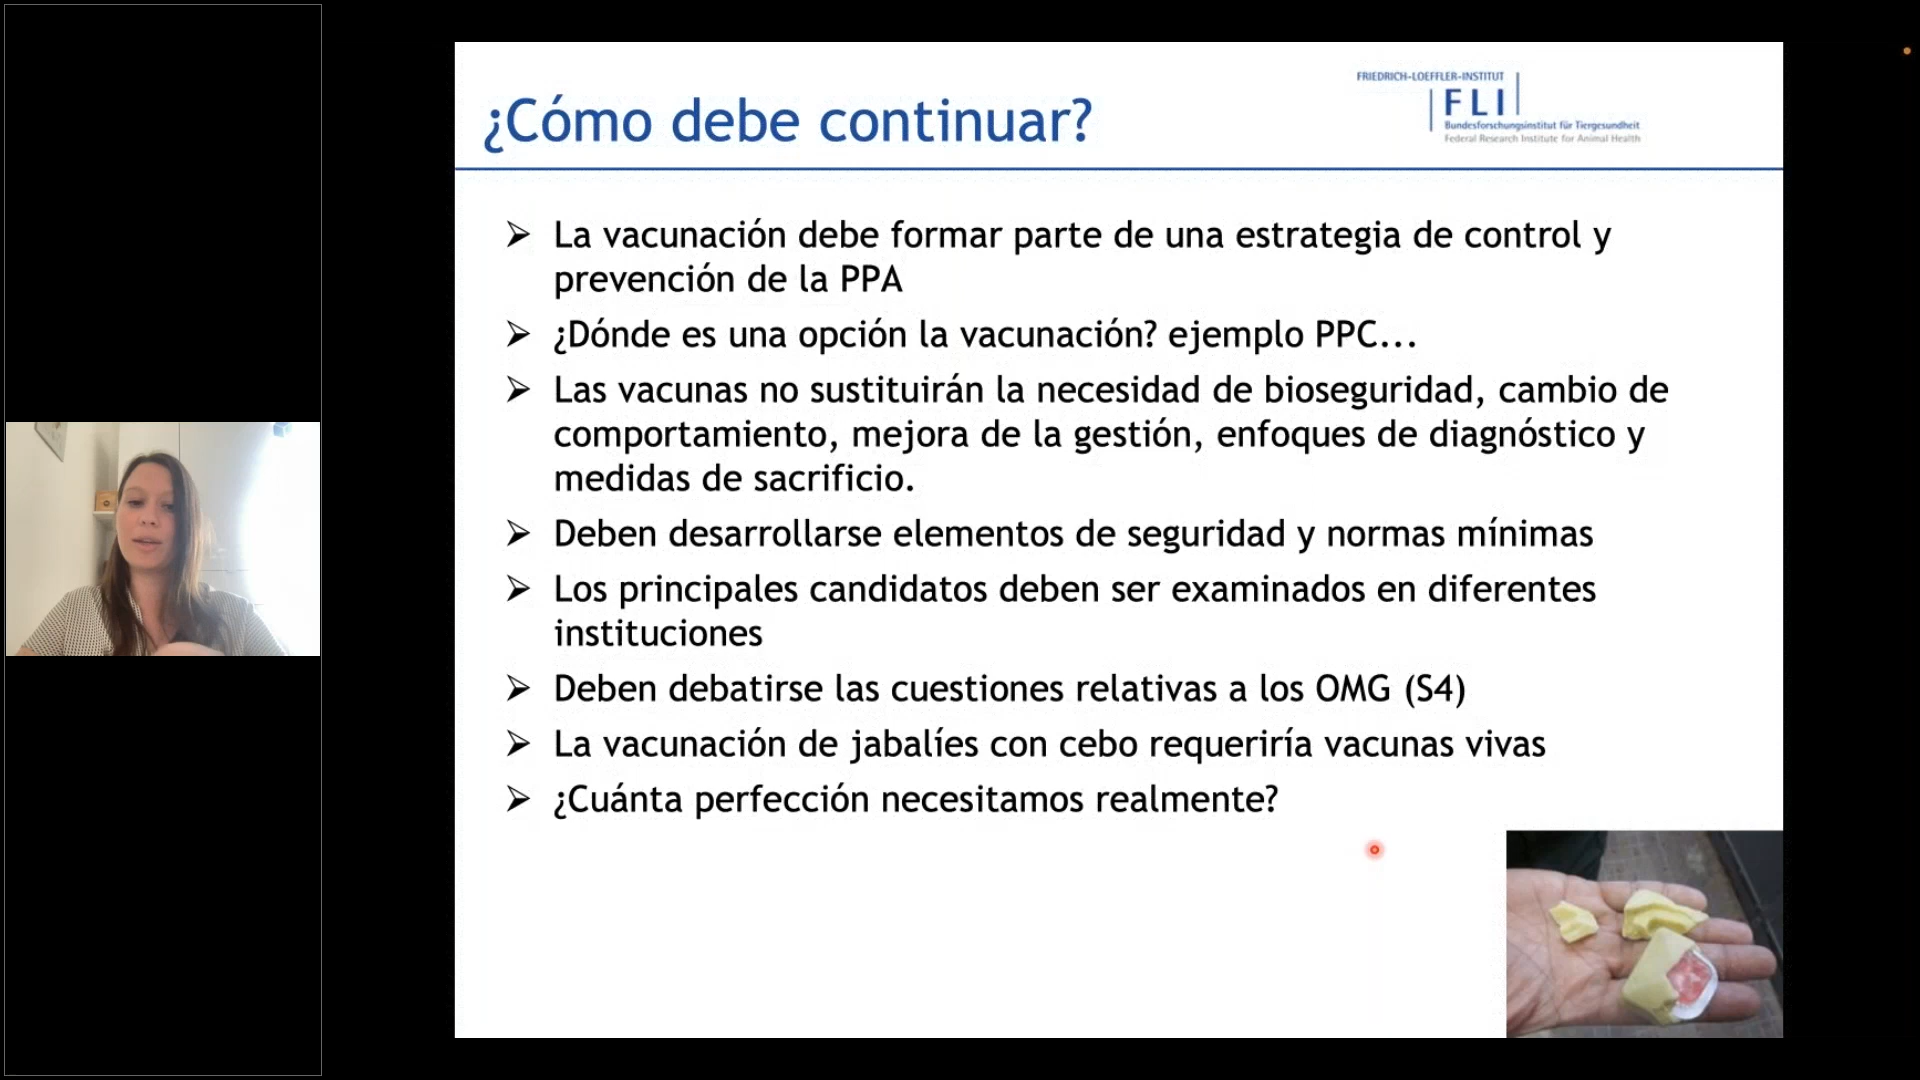 ¿Cómo debe continuar?
FRIEDRICH-LOEFFLER-INSTITUT
FLI
Bundesforschungsinstitut für Tiergesundheit
Federal Research Institute for Animal Health
La vacunación debe formar parte de una estrategia de control y
prevención de la PPA
¿Dónde es una opción la vacunación? ejemplo PPC...
Las vacunas no sustituirán la necesidad de bioseguridad, cambio de
comportamiento, mejora de la gestión, enfoques de diagnóstico y
medidas de sacrificio.
Deben desarrollarse elementos de seguridad y normas mínimas
Los principales candidatos deben ser examinados en diferentes
instituciones
Deben debatirse las cuestiones relativas a los OMG (S4)
La vacunación de jabalíes con cebo requeriría vacunas vivas
¿Cuánta perfección necesitamos realmente?